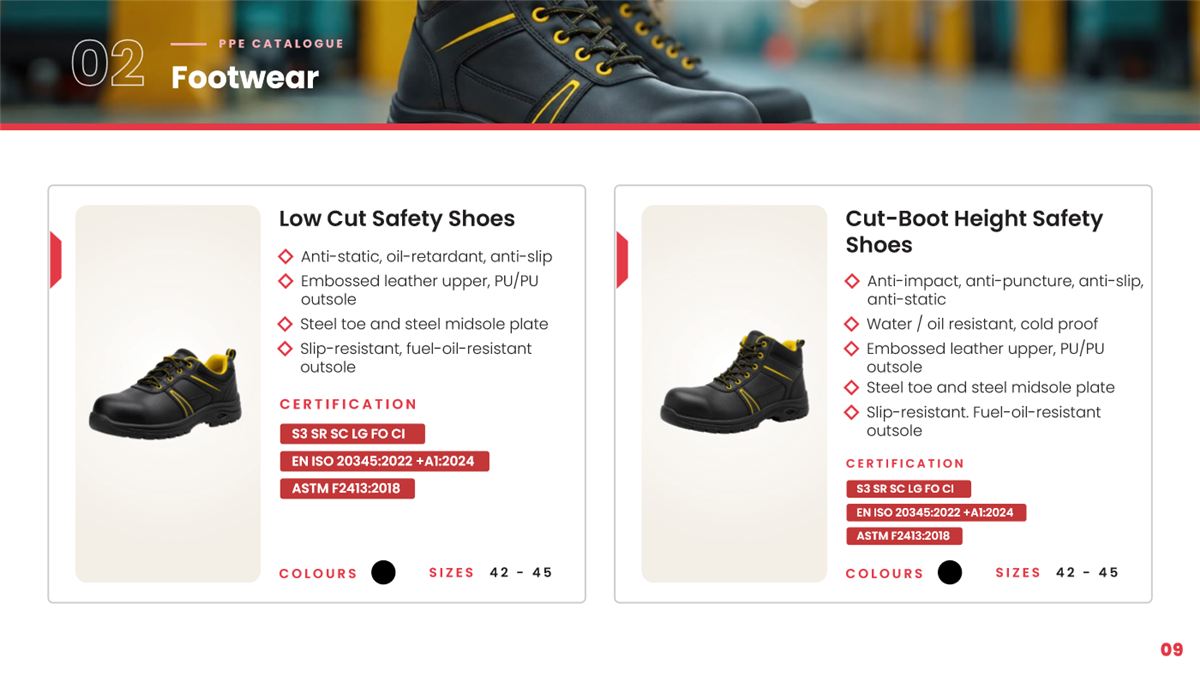 02
PPE CATALOGUE
Footwear
Low Cut Safety Shoes
Anti-static, oil-retardant, anti-slip
Embossed leather upper, PU/PU
outsole
Steel toe and steel midsole plate
Slip-resistant, fuel-oil-resistant
outsole
CERTIFICATION
S3 SR SC LG FO CI
EN ISO 20345:2022 +A1:2024
ASTM F2413:2018
COLOURS
SIZES 42 - 45
Cut-Boot Height Safety
Shoes
Anti-impact, anti-puncture, anti-slip,
anti-static
Water / oil resistant, cold proof
Embossed leather upper, PU/PU
outsole
Steel toe and steel midsole plate
Slip-resistant. Fuel-oil-resistant
outsole
CERTIFICATION
S3 SR SC LG FO CI
EN ISO 20345:2022 +A1:2024
ASTM F2413:2018
COLOURS
SIZES 42 - 45
09